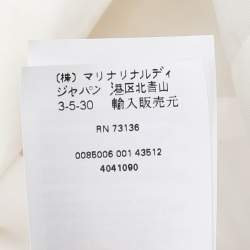 (株) マリナリナルディ
ジャパン 港区北青山
3-5-30 輸入販売元
RN 73136
0085006 001 43512
4041090